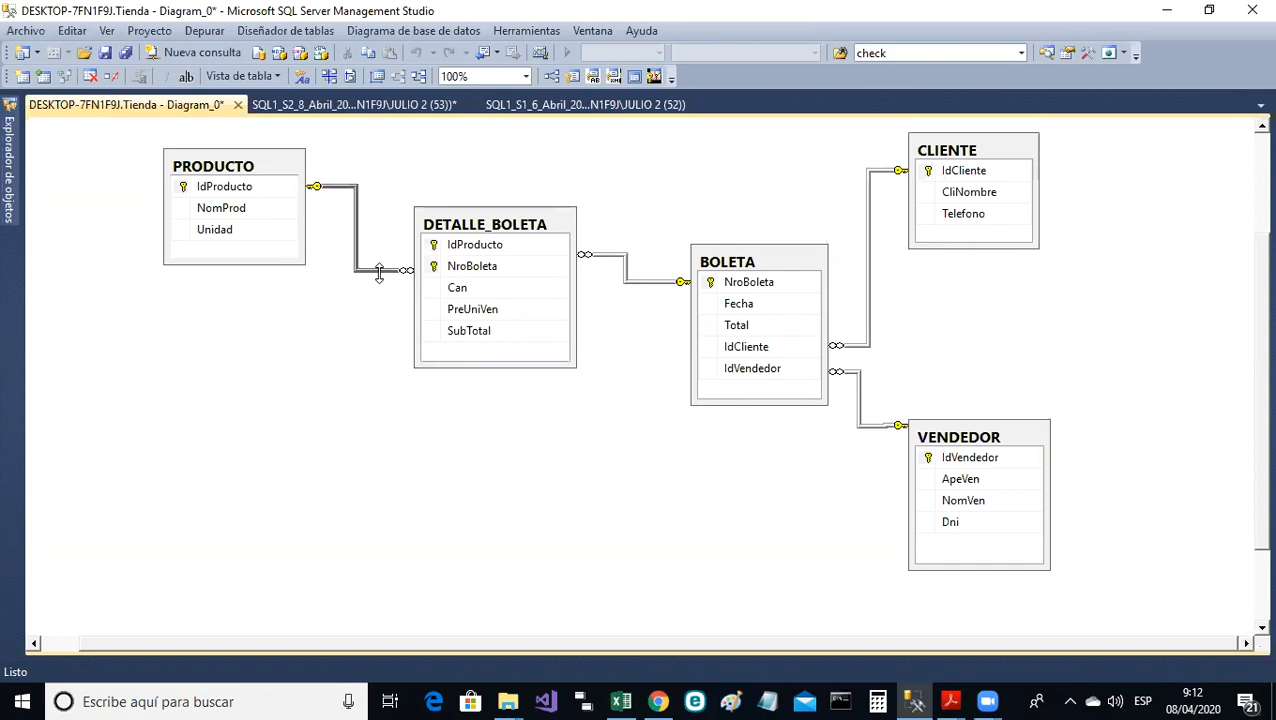 DESKTOP-7FN1F9J.Tienda - Diagram_0* - Microsoft SQL Server Management Studio
Archivo Editar Ver Proyecto Depurar Diseñador de tablas Diagrama de base de datos Herramientas Ventana Ayuda
Nueva consulta check
Vista de tabla 100%
DESKTOP-7FN1F9J.Tienda - Diagram_0* SQL1_S2_8_Abril_20...N1F9J\JULIO 2 (53))* SQL1_S1_6_Abril_20...N1F9J\JULIO 2 (52))
Explorador de objetos
PRODUCTO
IdProducto
NomProd
Unidad
DETALLE_BOLETA
IdProducto
NroBoleta
Can
PreUniVen
SubTotal
BOLETA
NroBoleta
Fecha
Total
IdCliente
IdVendedor
CLIENTE
IdCliente
CliNombre
Telefono
VENDEDOR
IdVendedor
ApeVen
NomVen
Dni
Listo
Escribe aquí para buscar
ESP
9:12
08/04/2020
21